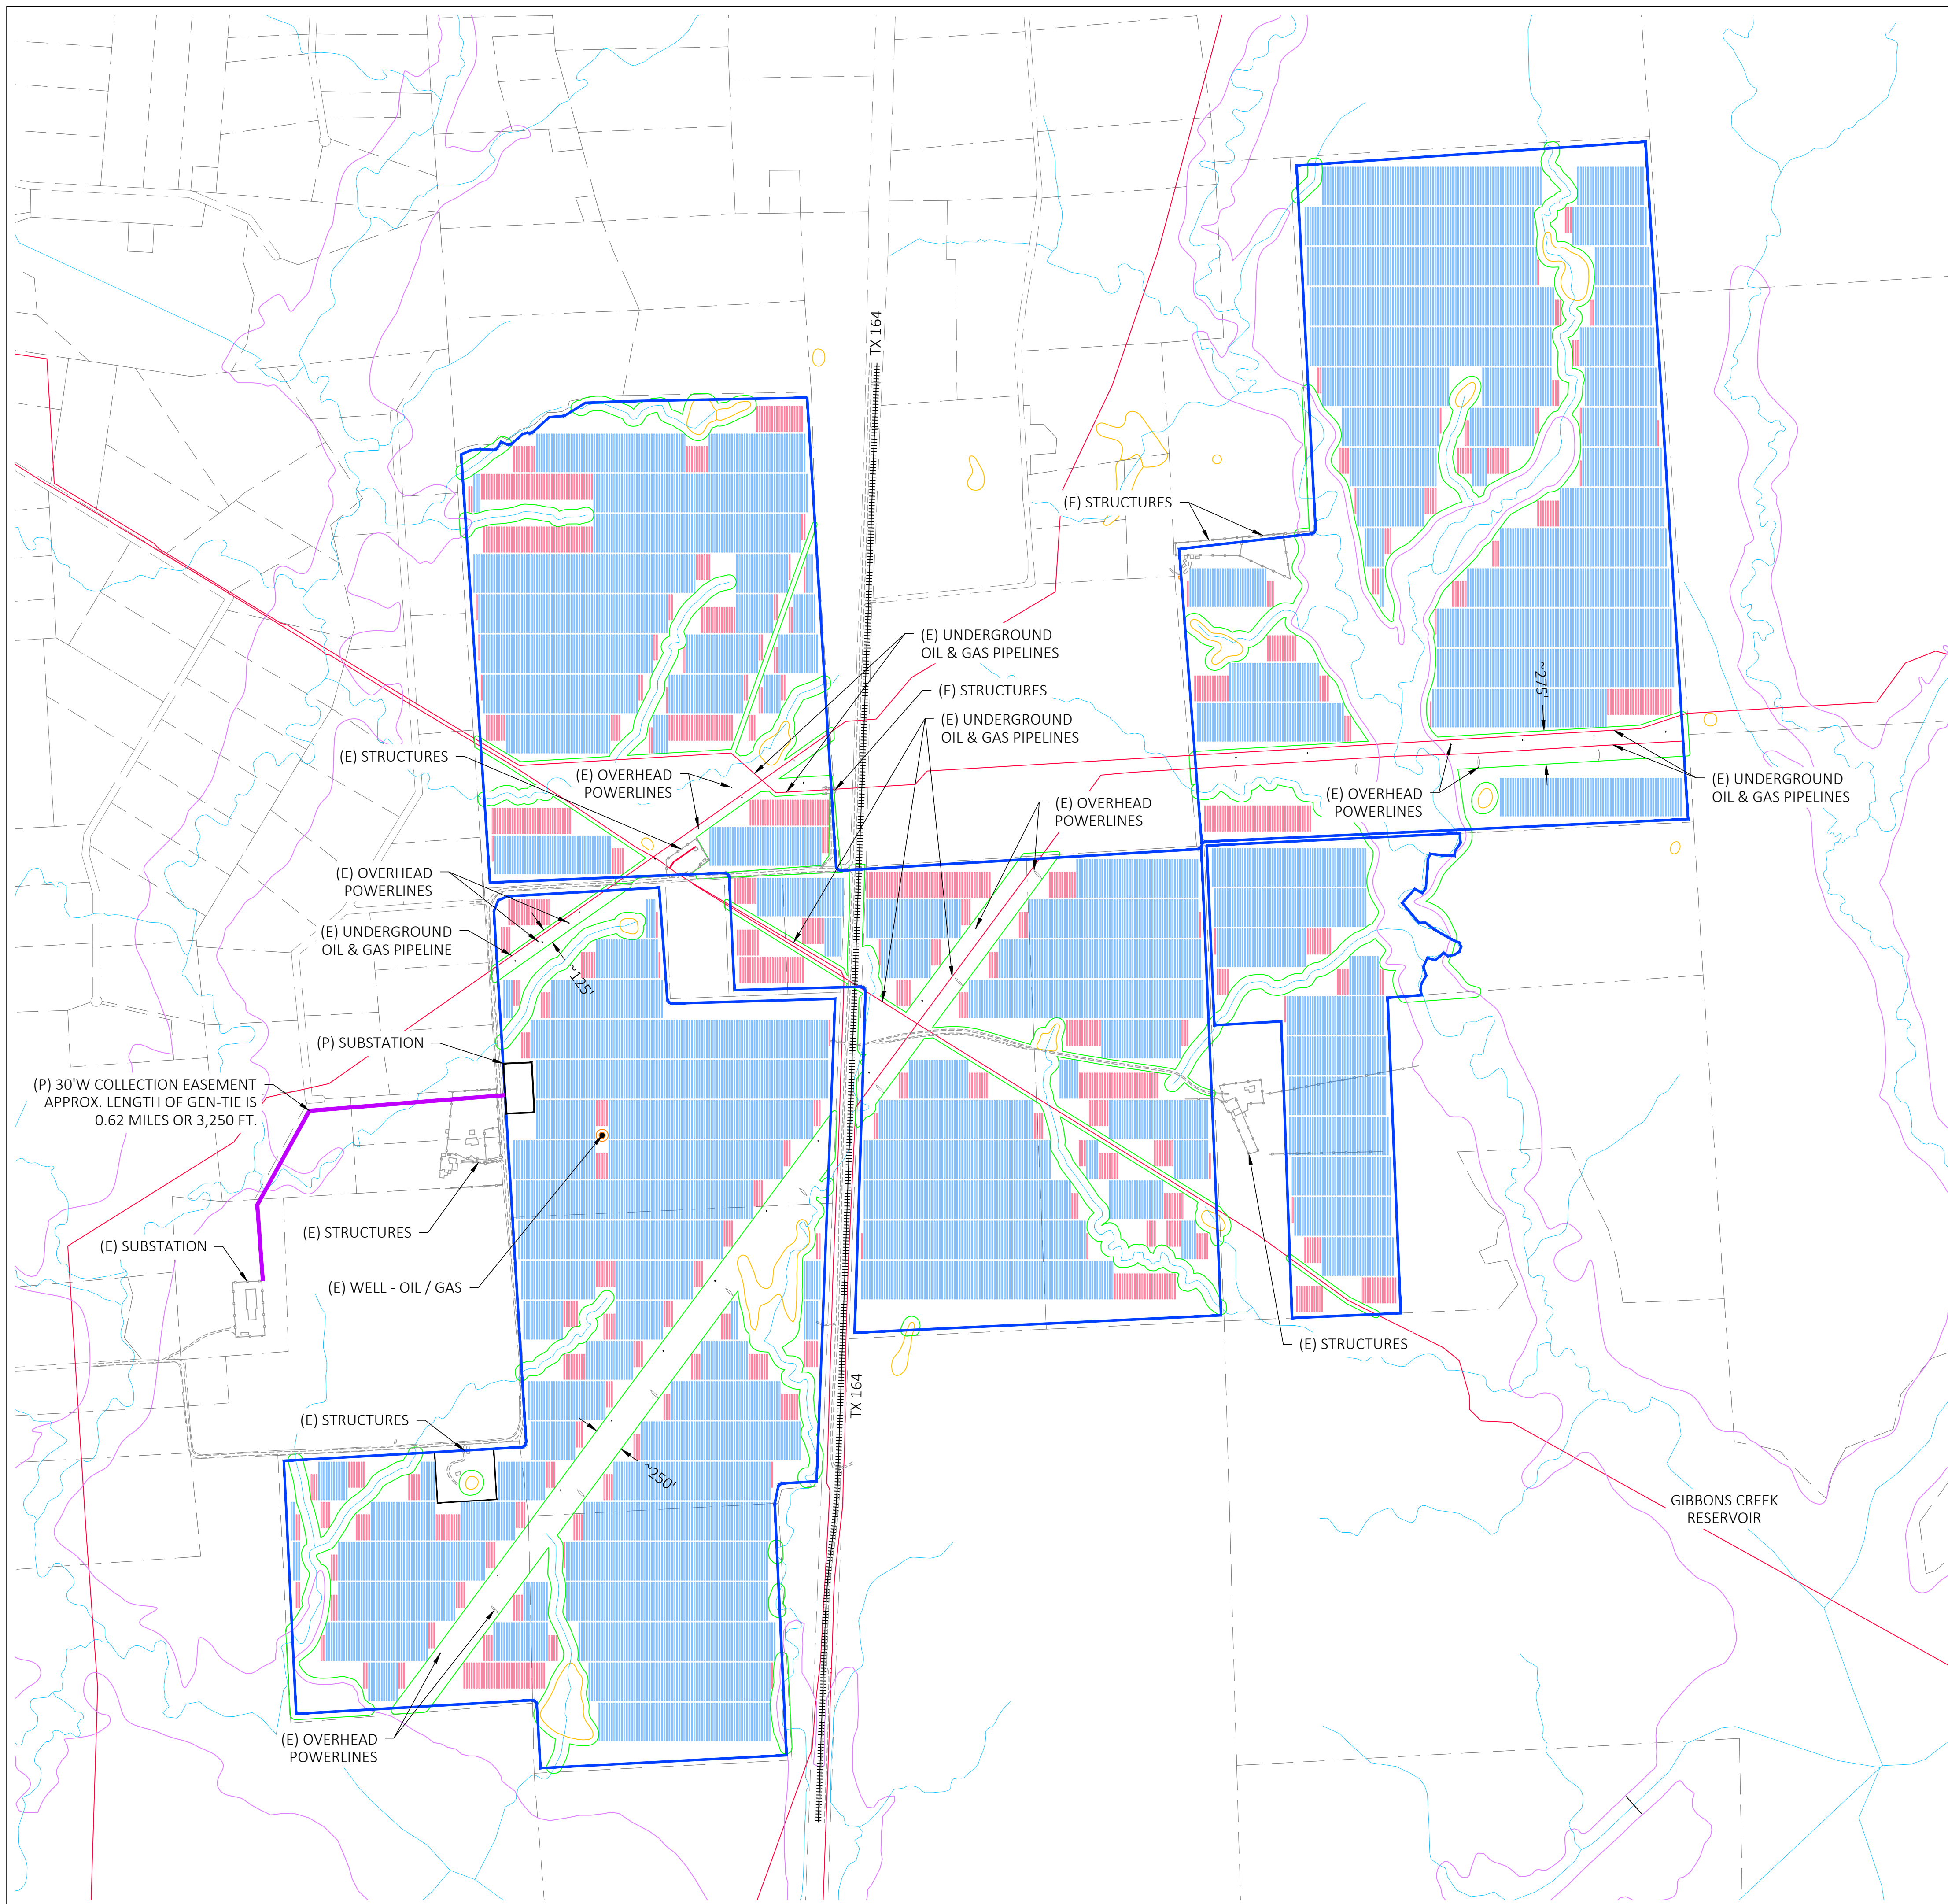 TX 164
(E) STRUCTURES
(E) UNDERGROUND
OIL & GAS PIPELINES
(E) STRUCTURES
(E) UNDERGROUND
OIL & GAS PIPELINES
~275'
(E) STRUCTURES
(E) OVERHEAD
POWERLINES
(E) UNDERGROUND
OIL & GAS PIPELINES
(E) OVERHEAD
POWERLINES
(E) OVERHEAD
POWERLINES
(E) OVERHEAD
POWERLINES
(E) UNDERGROUND
OIL & GAS PIPELINE
~125'
(P) SUBSTATION
(P) 30'W COLLECTION EASEMENT
APPROX. LENGTH OF GEN-TIE IS
0.62 MILES OR 3,250 FT.
(E) STRUCTURES
(E) SUBSTATION
(E) WELL - OIL / GAS
(E) STRUCTURES
TX 164
(E) STRUCTURES
~250'
GIBBONS CREEK
RESERVOIR
(E) OVERHEAD
POWERLINES